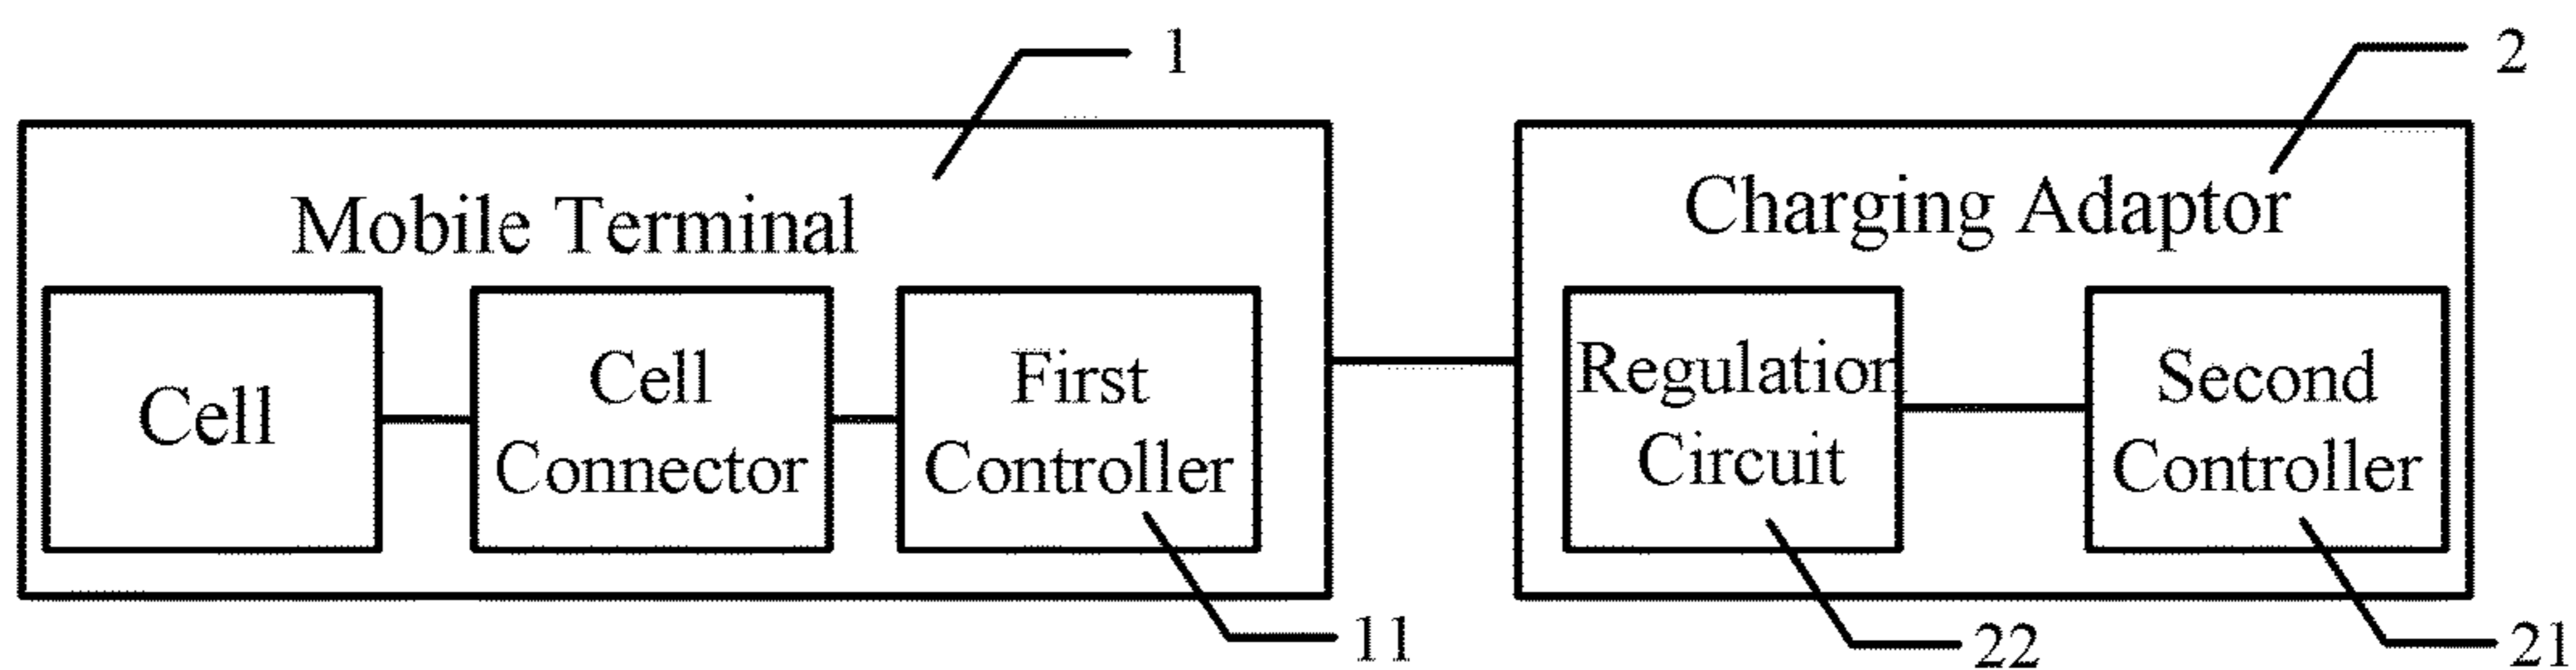 1
2
Mobile Terminal
Charging Adaptor
Cell
Cell
Connector
First
Controller
Regulation
Circuit
Second
Controller
11
22
21